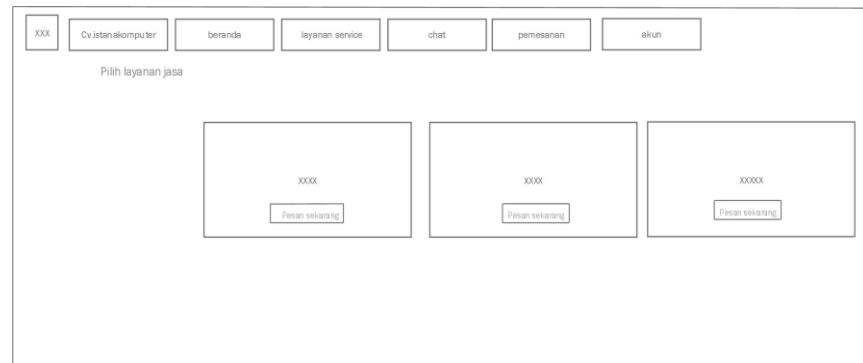 XXX Cv.istanakomputer beranda layanan service chat pemesanan akun
Pilih layanan jasa
XXXX XXXX XXXXX
Pesan sekarang Pesan sekarang Pesan sekarang